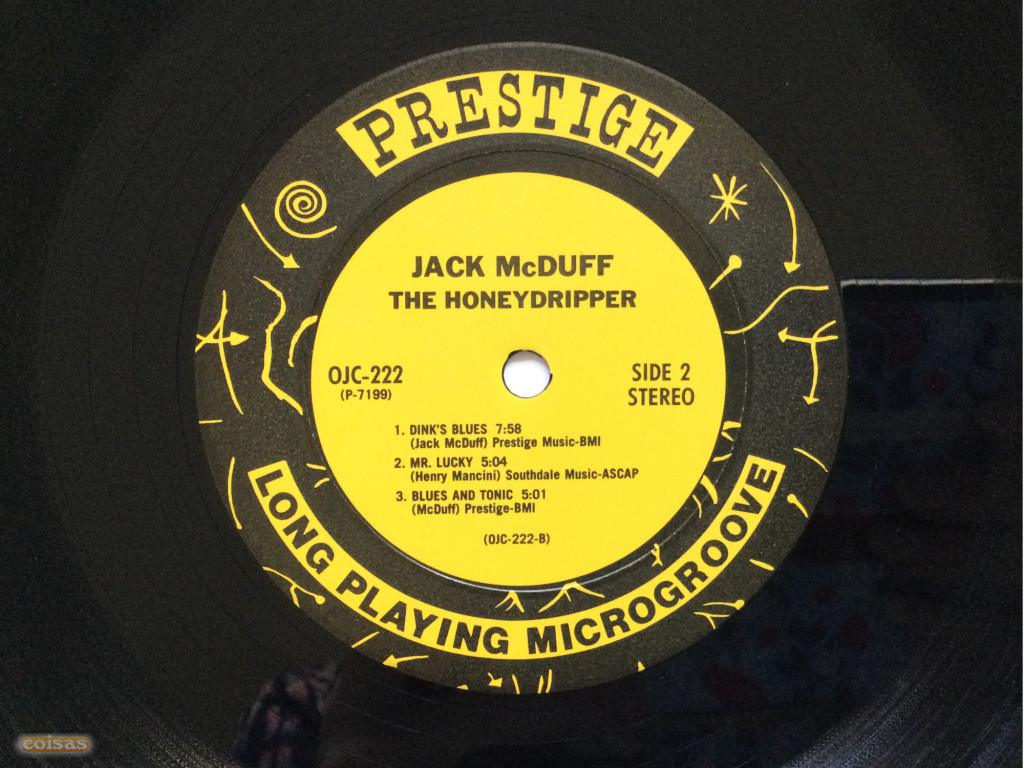 PRESTIGE
JACK McDUFF
THE HONEYDRIPPER
OJC-222
(P-7199)
SIDE 2
STEREO
1. DINK'S BLUES 7:58
(Jack McDuff) Prestige Music-BMI
2. MR. LUCKY 5:04
(Henry Mancini) Southdale Music-ASCAP
3. BLUES AND TONIC 5:01
(McDuff) Prestige-BMI
(OJC-222-B)
LONG PLAYING MICROGROOVE
coisas